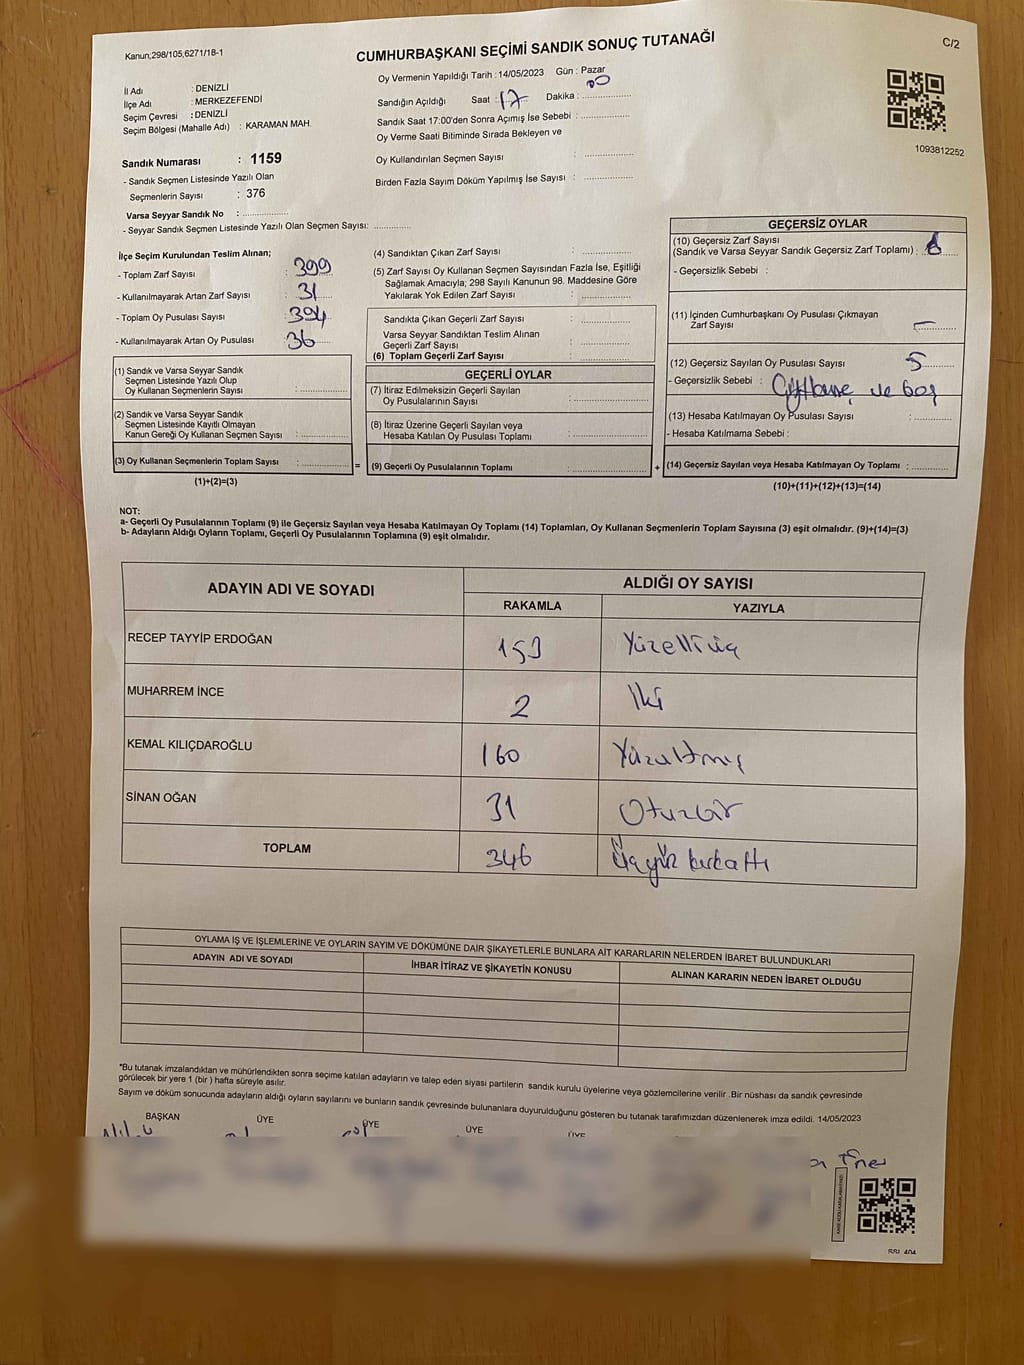 Kanun;298/105,6271/18-1
CUMHURBAŞKANI SEÇİMİ SANDIK SONUÇ TUTANAĞI
C/2
Oy Vermenin Yapıldığı Tarih : 14/05/2023 Gün : Pazar
İl Adı : DENİZLİ
İlçe Adı : MERKEZEFENDİ
Seçim Çevresi : DENİZLİ
Seçim Bölgesi (Mahalle Adı) : KARAMAN MAH.
Sandığın Açıldığı Saat : 17 Dakika : 00
Sandık Saat 17:00'den Sonra Açımış İse Sebebi :
Oy Verme Saati Bitiminde Sırada Bekleyen ve
Oy Kullandırılan Seçmen Sayısı :
Birden Fazla Sayım Döküm Yapılmış İse Sayısı :
1093812252
Sandık Numarası : 1159
- Sandık Seçmen Listesinde Yazılı Olan
Seçmenlerin Sayısı : 376
Varsa Seyyar Sandık No :
- Seyyar Sandık Seçmen Listesinde Yazılı Olan Seçmen Sayısı:
İlçe Seçim Kurulundan Teslim Alınan;
- Toplam Zarf Sayısı : 399
- Kullanılmayarak Artan Zarf Sayısı : 31
- Toplam Oy Pusulası Sayısı : 394
- Kullanılmayarak Artan Oy Pusulası : 36
(4) Sandıktan Çıkan Zarf Sayısı :
(5) Zarf Sayısı Oy Kullanan Seçmen Sayısından Fazla İse, Eşitliği
Sağlamak Amacıyla; 298 Sayılı Kanunun 98. Maddesine Göre
Yakılarak Yok Edilen Zarf Sayısı :
Sandıkta Çıkan Geçerli Zarf Sayısı :
Varsa Seyyar Sandıktan Teslim Alınan
Geçerli Zarf Sayısı :
(6) Toplam Geçerli Zarf Sayısı :
GEÇERSİZ OYLAR
(10) Geçersiz Zarf Sayısı
(Sandık ve Varsa Seyyar Sandık Geçersiz Zarf Toplamı) :
- Geçersizlik Sebebi :
(11) İçinden Cumhurbaşkanı Oy Pusulası Çıkmayan
Zarf Sayısı :
(12) Geçersiz Sayılan Oy Pusulası Sayısı : 5
- Geçersizlik Sebebi : ve boş
(13) Hesaba Katılmayan Oy Pusulası Sayısı :
- Hesaba Katılmama Sebebi :
(14) Geçersiz Sayılan veya Hesaba Katılmayan Oy Toplamı :
(10)+(11)+(12)+(13)=(14)
(1) Sandık ve Varsa Seyyar Sandık
Seçmen Listesinde Yazılı Olup
Oy Kullanan Seçmenlerin Sayısı :
(2) Sandık ve Varsa Seyyar Sandık
Seçmen Listesinde Kayıtlı Olmayan
Kanun Gereği Oy Kullanan Seçmen Sayısı :
(3) Oy Kullanan Seçmenlerin Toplam Sayısı : =
(1)+(2)=(3)
GEÇERLİ OYLAR
(7) İtiraz Edilmeksizin Geçerli Sayılan
Oy Pusulalarının Sayısı :
(8) İtiraz Üzerine Geçerli Sayılan veya
Hesaba Katılan Oy Pusulası Toplamı :
(9) Geçerli Oy Pusulalarının Toplamı : +
NOT:
a- Geçerli Oy Pusulalarının Toplamı (9) ile Geçersiz Sayılan veya Hesaba Katılmayan Oy Toplamı (14) Toplamları, Oy Kullanan Seçmenlerin Toplam Sayısına (3) eşit olmalıdır. (9)+(14)=(3)
b- Adayların Aldığı Oyların Toplamı, Geçerli Oy Pusulalarının Toplamına (9) eşit olmalıdır.
ADAYIN ADI VE SOYADI
ALDIĞI OY SAYISI
RAKAMLA YAZIYLA
RECEP TAYYİP ERDOĞAN 153 Yüzelliüç
MUHARREM İNCE 2 İki
KEMAL KILIÇDAROĞLU 160 Yüzaltmış
SİNAN OĞAN 31 Otuzbir
TOPLAM 346 Üçyüz kırkaltı
OYLAMA İŞ VE İŞLEMLERİNE VE OYLARIN SAYIM VE DÖKÜMÜNE DAİR ŞİKAYETLERLE BUNLARA AİT KARARLARIN NELERDEN İBARET BULUNDUKLARI
ADAYIN ADI VE SOYADI
İHBAR İTİRAZ VE ŞİKAYETİN KONUSU
ALINAN KARARIN NEDEN İBARET OLDUĞU
*Bu tutanak imzalandıktan ve mühürlendikten sonra seçime katılan adayların ve talep eden siyasi partilerin sandık kurulu üyelerine veya gözlemcilerine verilir .Bir nüshası da sandık çevresinde
görülecek bir yere 1 (bir ) hafta süreyle asılır.
Sayım ve döküm sonucunda adayların aldığı oyların sayılarını ve bunların sandık çevresinde bulunanlara duyurulduğunu gösteren bu tutanak tarafımızdan düzenlenerek imza edildi. 14/05/2023
BAŞKAN ÜYE ÜYE ÜYE ÜYE